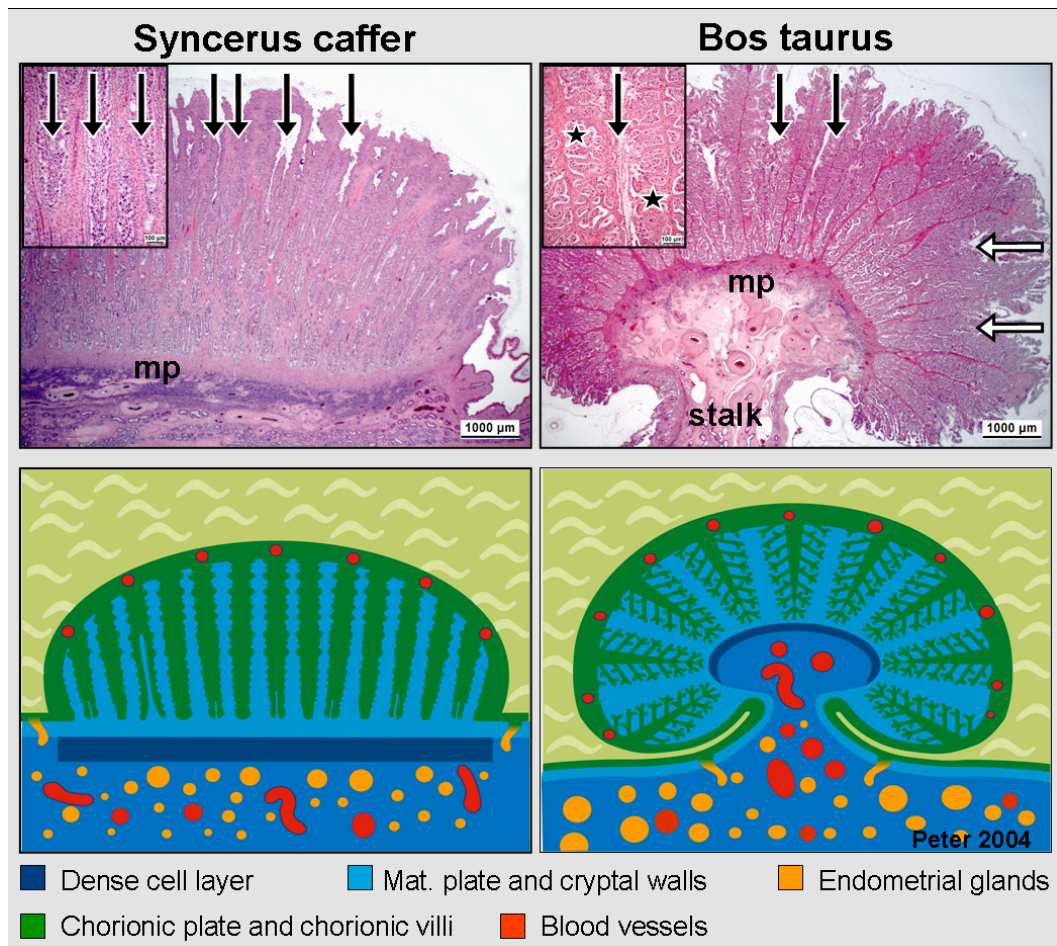 Syncerus caffer
Bos taurus
100 µm
mp
1000 µm
100 µm
mp
stalk
1000 µm
Peter 2004
Dense cell layer
Mat. plate and cryptal walls
Endometrial glands
Chorionic plate and chorionic villi
Blood vessels